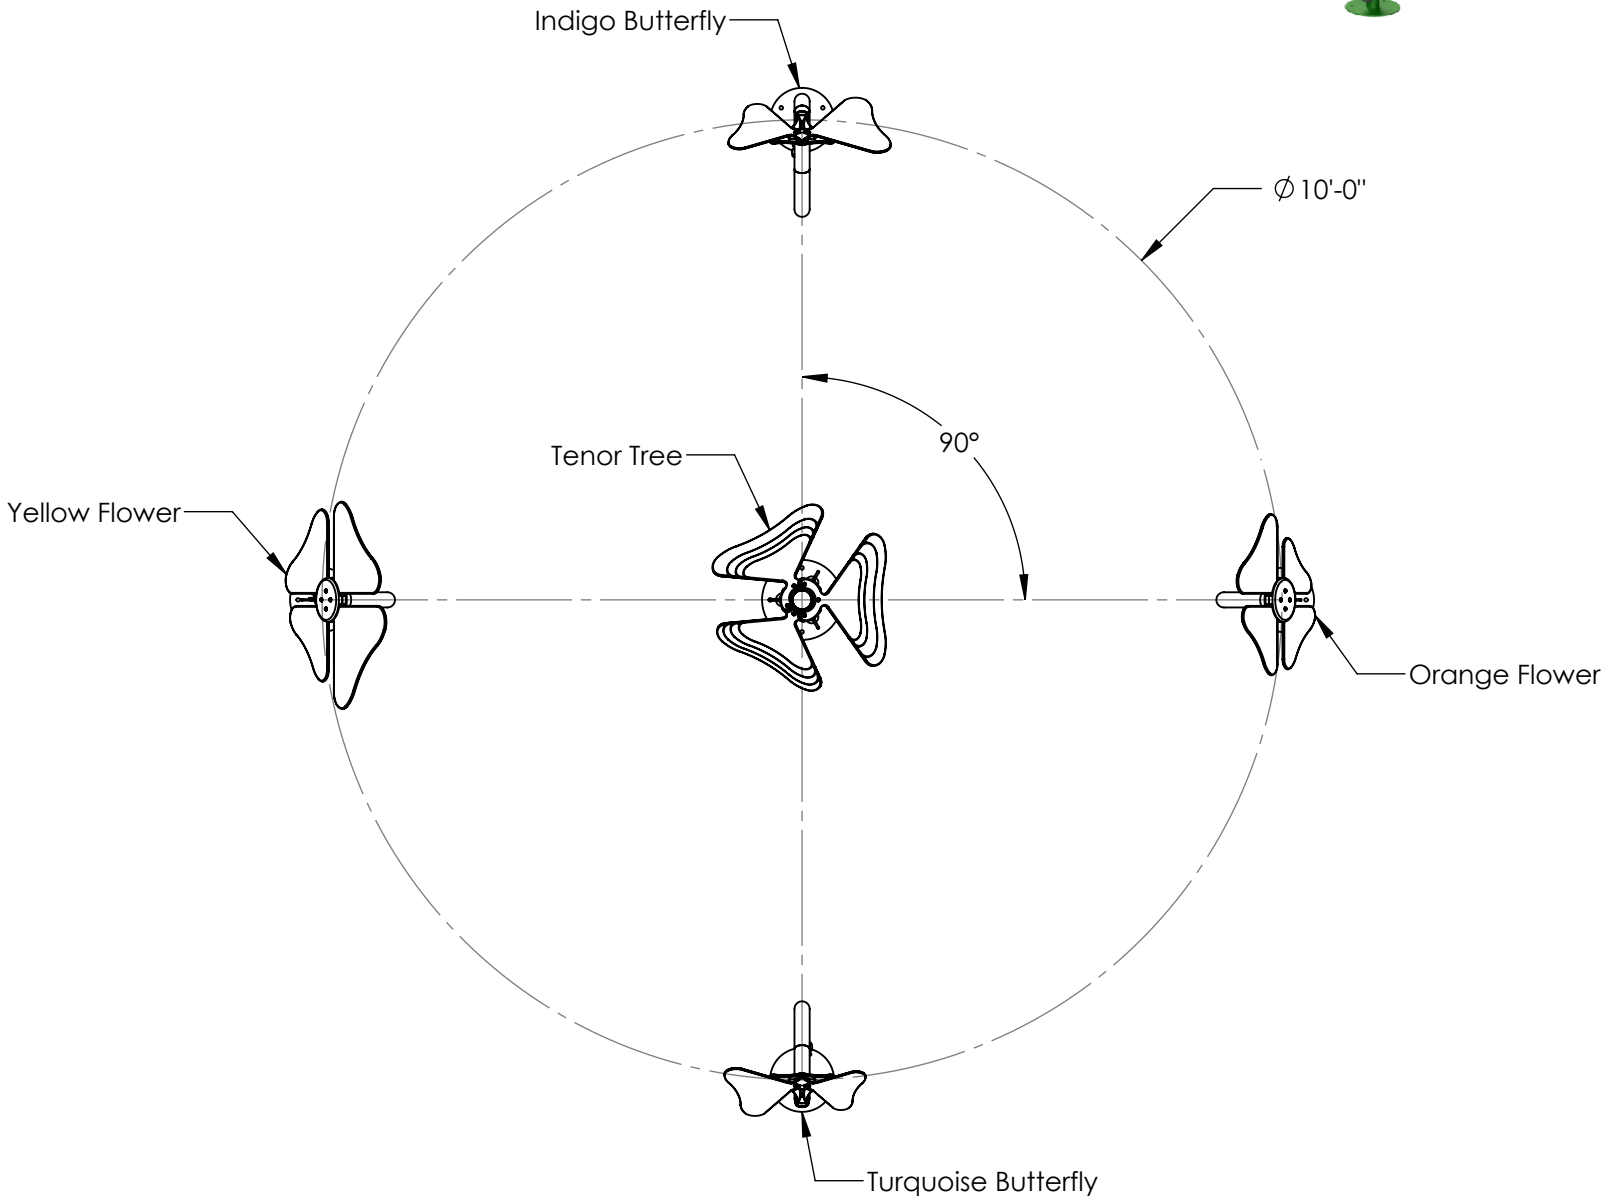 Indigo Butterfly
Ø 10'-0"
90°
Tenor Tree
Yellow Flower
Orange Flower
Turquoise Butterfly